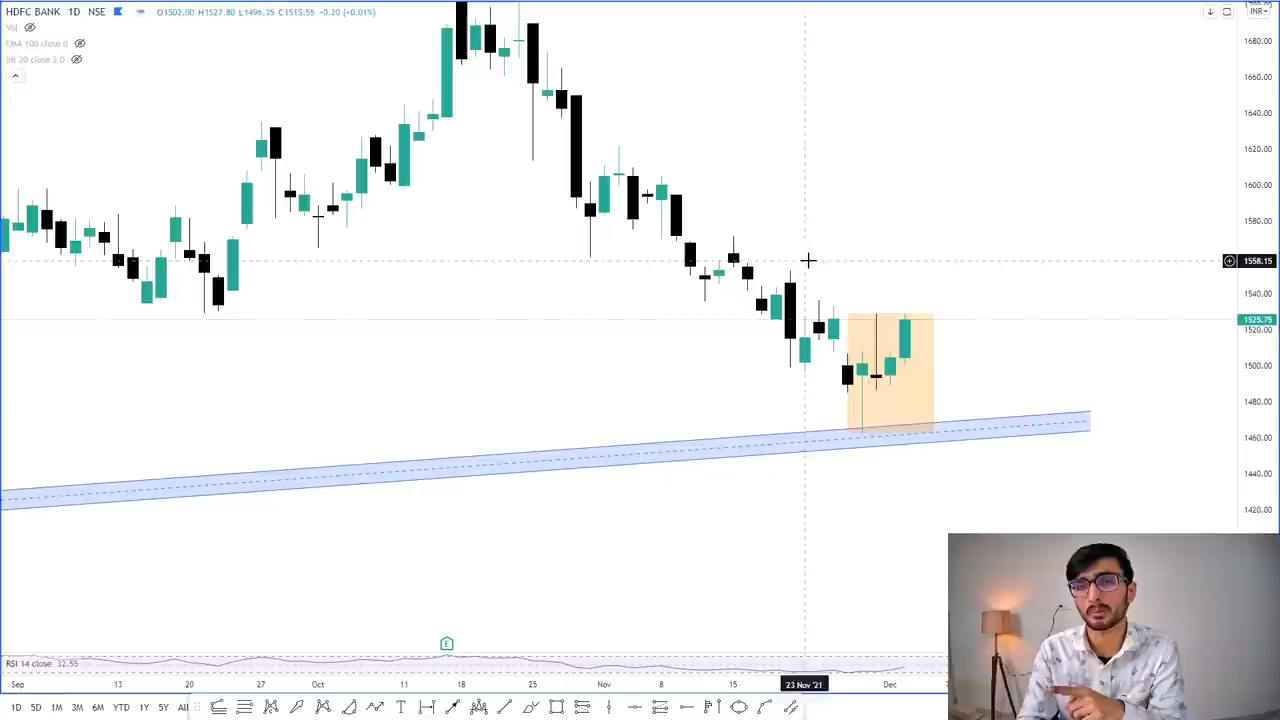 HDFC BANK 1D NSE O1502.00 H1527.80 L1496.35 C1515.55 -0.20 (+0.01%) INR
Vol
EMA 100 close 0
BB 20 close 2 0
1680.00
1660.00
1640.00
1620.00
1600.00
1580.00
1558.15
1540.00
1525.75
1520.00
1500.00
1480.00
1460.00
1440.00
1420.00
E
RSI 14 close 32.55
Sep 13 20 27 Oct 11 18 25 Nov 8 15 23 Nov '21 Dec
1D 5D 1M 3M 6M YTD 1Y 5Y